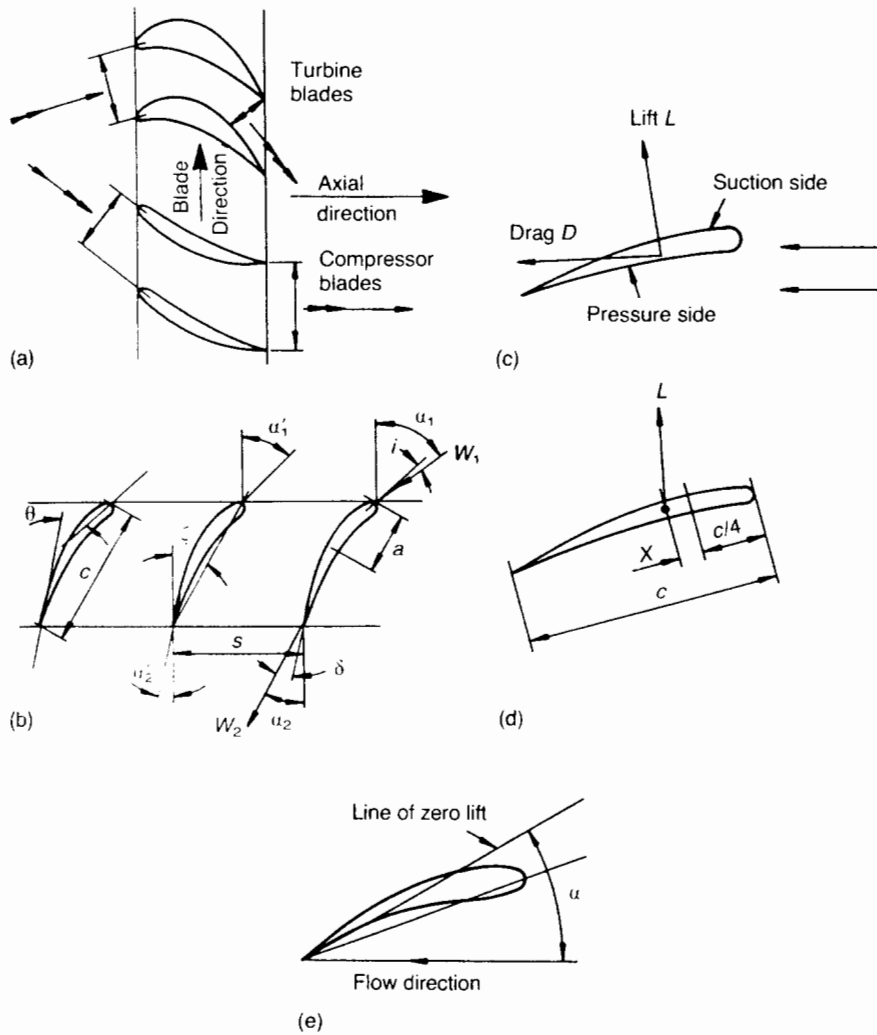 Turbine
blades
Blade
Direction
Axial
direction
Compressor
blades
(a)
Lift L
Suction side
Drag D
Pressure side
(c)
α′₁
α₁
i
W₁
θ
c
a
s
δ
W₂
α₂
(b)
L
c/4
X
c
(d)
Line of zero lift
α
Flow direction
(e)